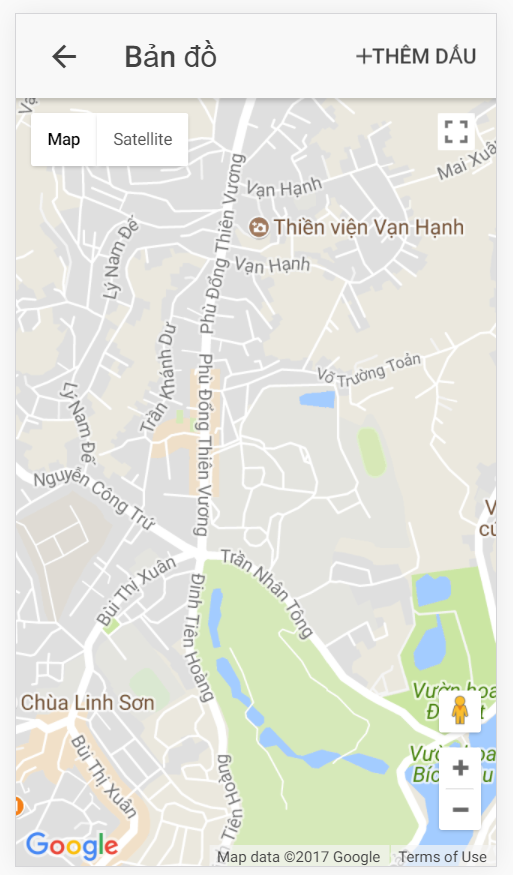 Bản đồ
+THÊM DẤU
Map
Satellite
Mai Xuâ
Vạn Hạnh
Thiền viện Vạn Hạnh
Vạn Hạnh
Lý Nam Đế
Phù Đổng Thiên Vương
Trần Khánh Dư
Võ Trường Toản
Phù Đổng Thiên Vương
Lý Nam Đế
Nguyễn Công Trứ
Bùi Thị Xuân
Trần Nhân Tông
Đinh Tiên Hoàng
Chùa Linh Sơn
Vườn hoa
Bùi Thị Xuân
Tiên Hoàng
Google
Map data ©2017 Google
Terms of Use